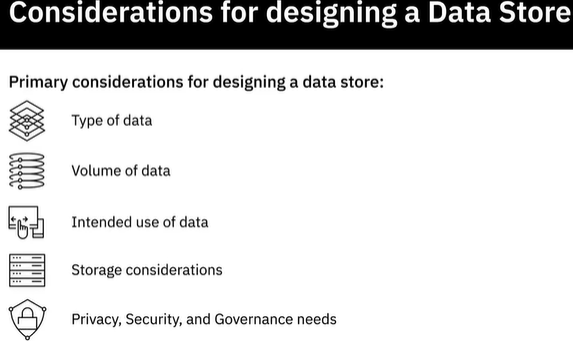 Considerations for designing a Data Store
Primary considerations for designing a data store:
Type of data
Volume of data
Intended use of data
Storage considerations
Privacy, Security, and Governance needs